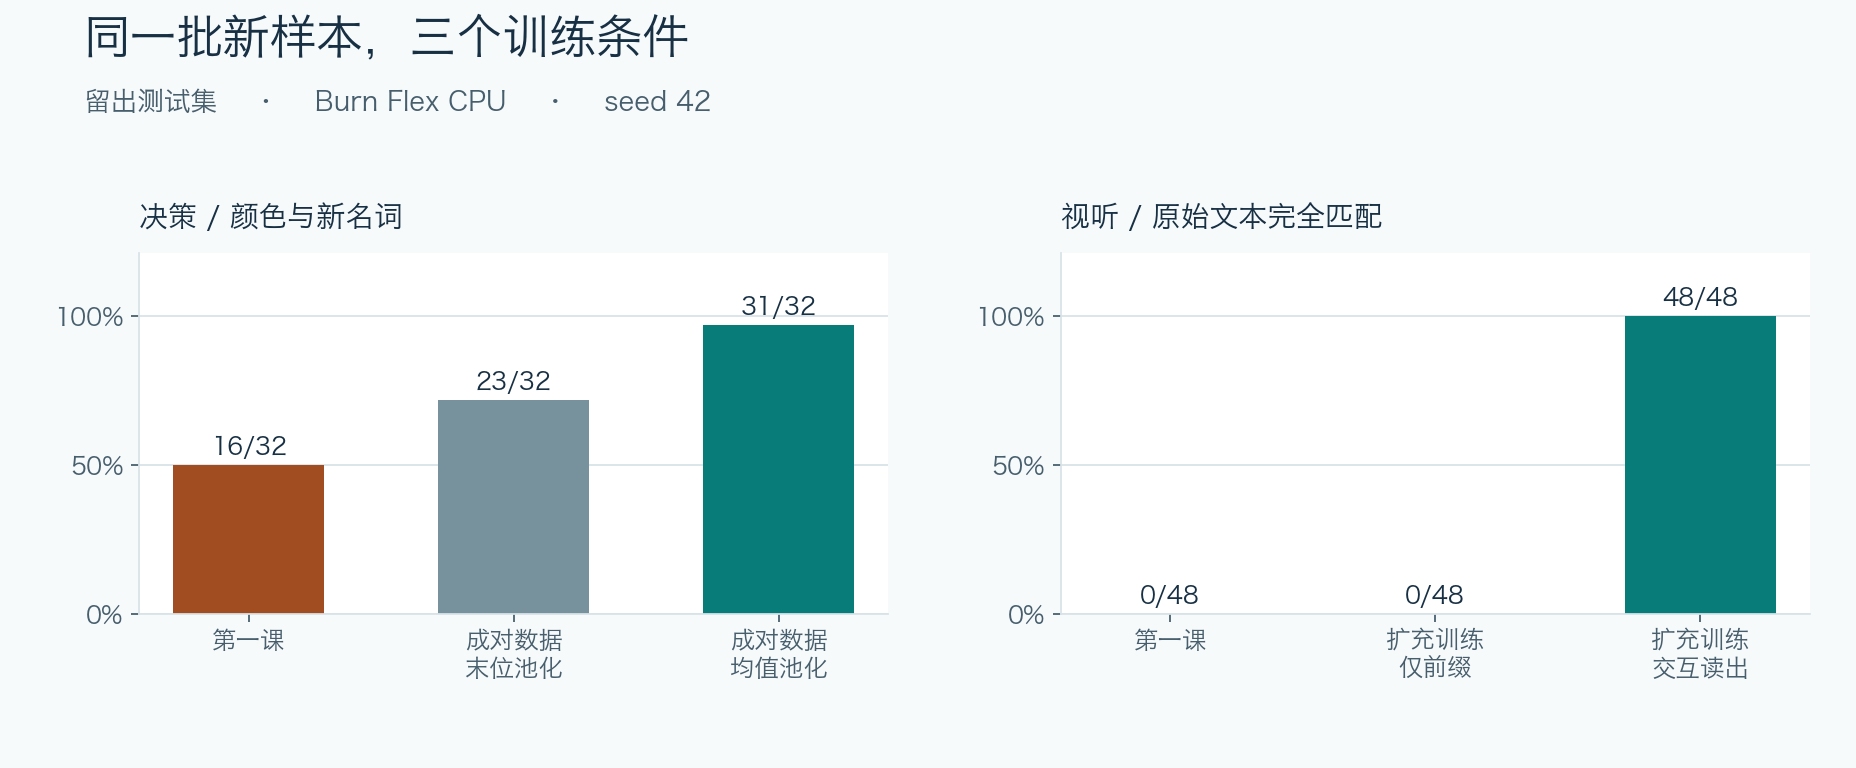 同一批新样本，三个训练条件
留出测试集 · Burn Flex CPU · seed 42
决策 / 颜色与新名词
100%
50%
0%
16/32
23/32
31/32
第一课
成对数据
末位池化
成对数据
均值池化
视听 / 原始文本完全匹配
100%
50%
0%
0/48
0/48
48/48
第一课
扩充训练
仅前缀
扩充训练
交互读出